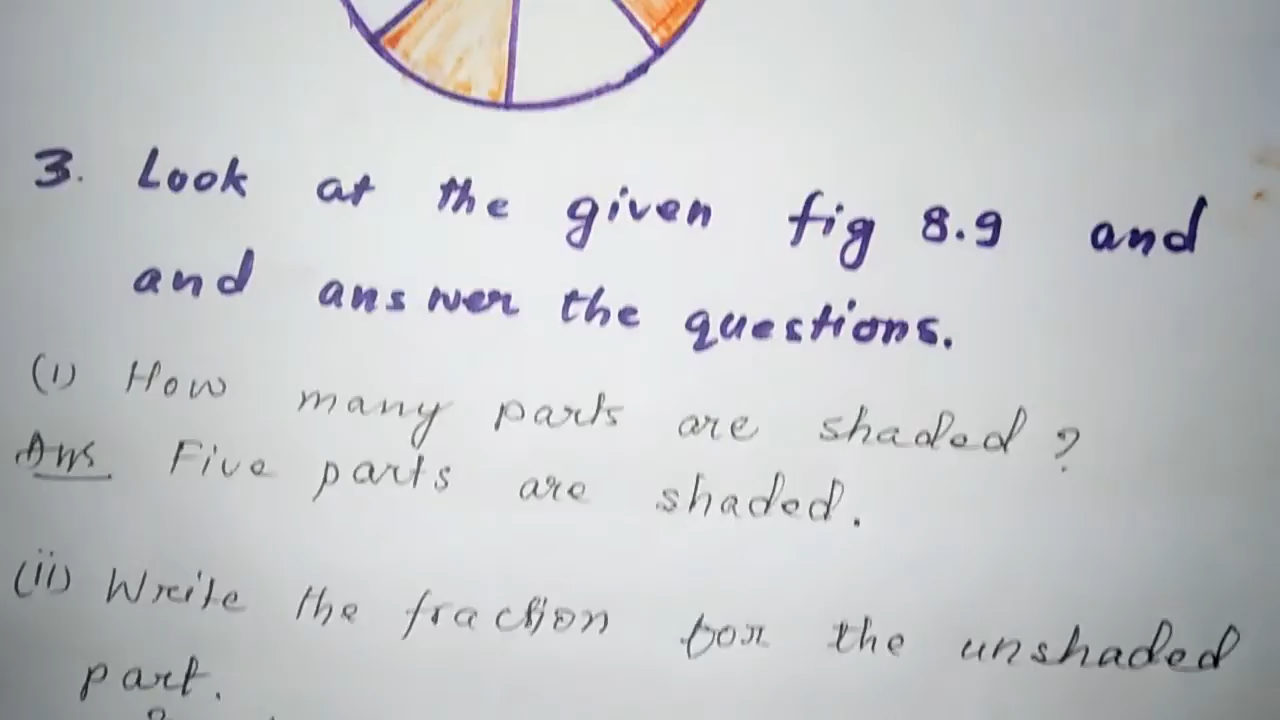 3. Look at the given fig 8.9 and
and answer the questions.
(i) How many parts are shaded?
Ans Five parts are shaded.
(ii) Write the fraction for the unshaded
part.